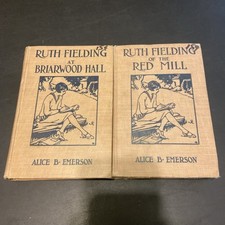 RUTH FIELDING
AT
BRIARWOOD HALL
ALICE B· EMERSON
RUTH FIELDING
OF THE
RED MILL
ALICE B· EMERSON